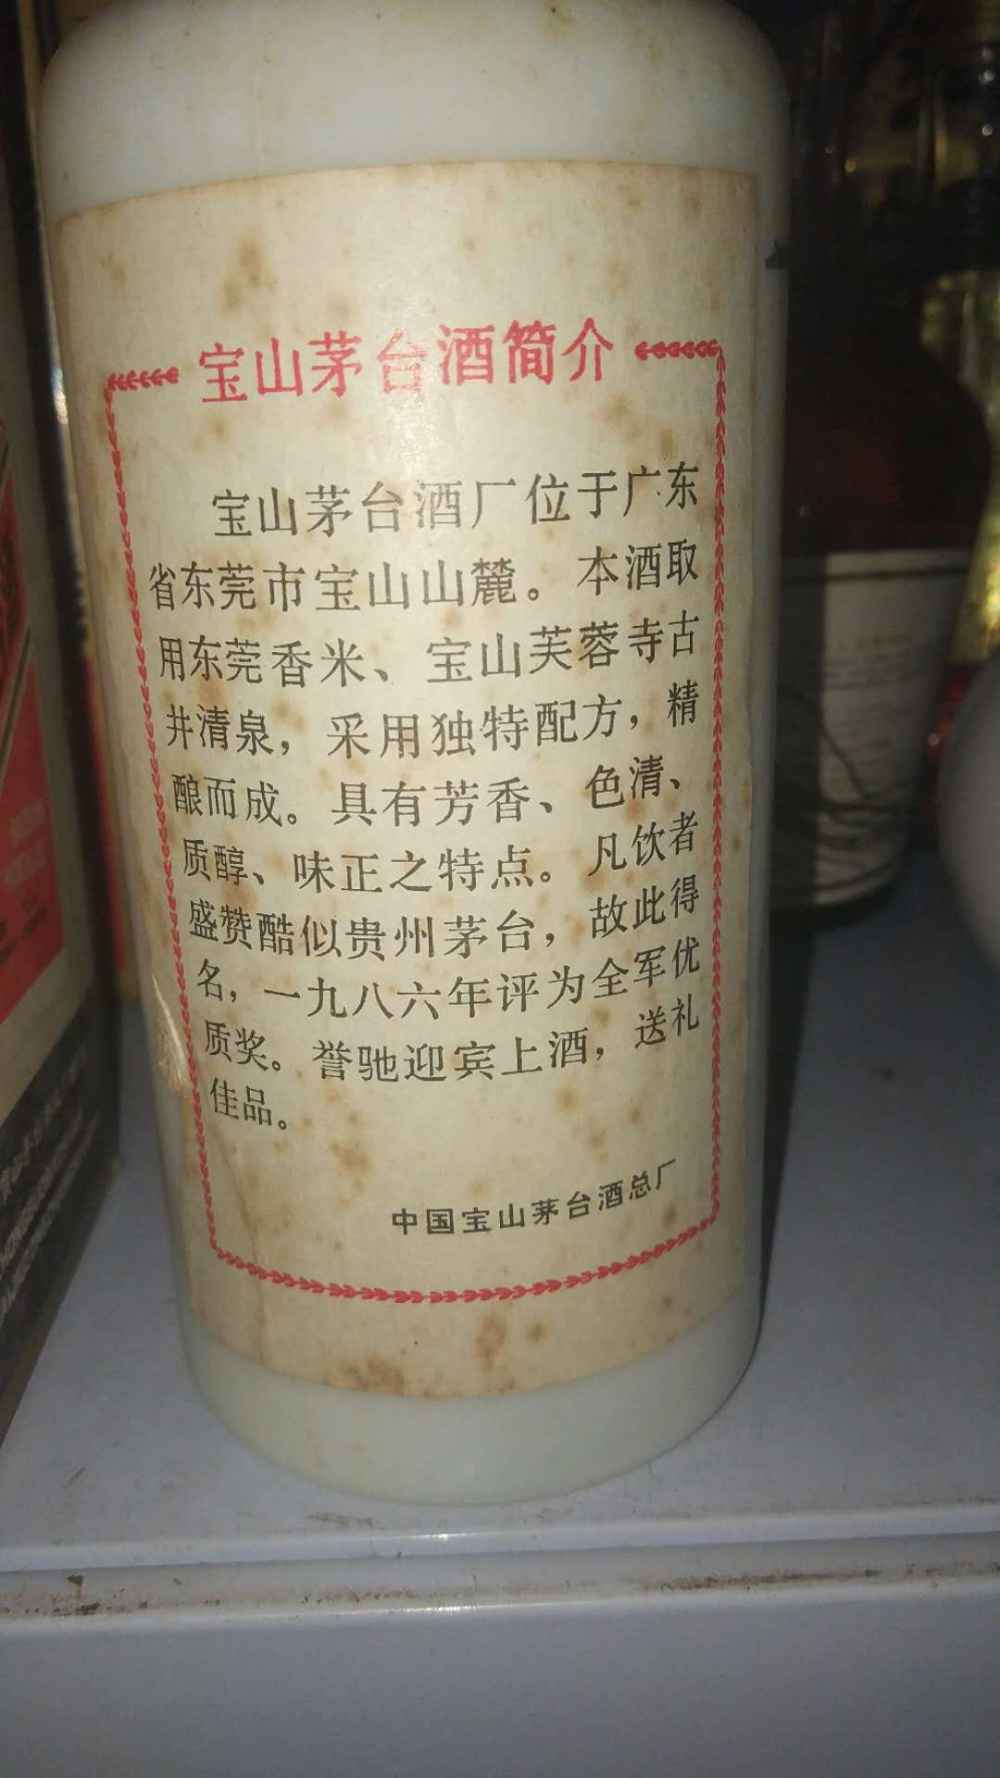 宝山茅台酒简介
宝山茅台酒厂位于广东
省东莞市宝山山麓。本酒取
用东莞香米、宝山芙蓉寺古
井清泉，采用独特配方，精
酿而成。具有芳香、色清、
质醇、味正之特点。凡饮者
盛赞酷似贵州茅台，故此得
名，一九八六年评为全军优
质奖。誉驰迎宾上酒，送礼
佳品。
中国宝山茅台酒总厂